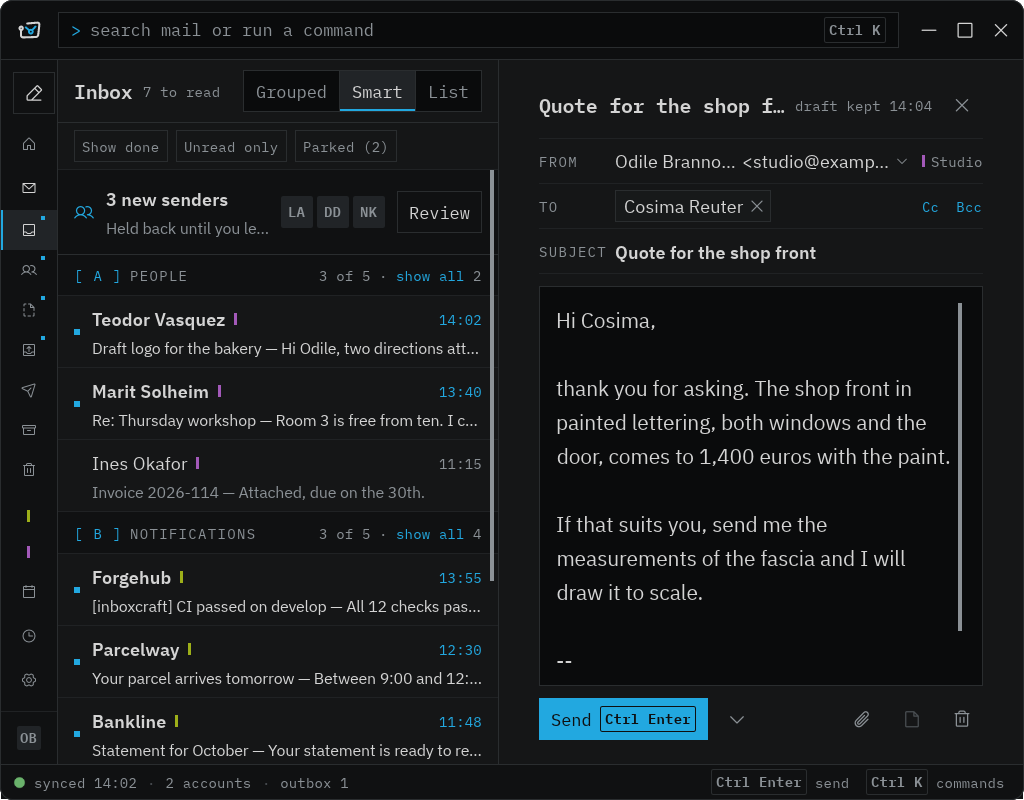 > search mail or run a command Ctrl K
Inbox 7 to read Grouped Smart List
Show done Unread only Parked (2)
3 new senders
Held back until you le… LA DD NK Review
[ A ] PEOPLE 3 of 5 · show all 2
Teodor Vasquez 14:02
Draft logo for the bakery — Hi Odile, two directions att…
Marit Solheim 13:40
Re: Thursday workshop — Room 3 is free from ten. I c…
Ines Okafor 11:15
Invoice 2026-114 — Attached, due on the 30th.
[ B ] NOTIFICATIONS 3 of 5 · show all 4
Forgehub 13:55
[inboxcraft] CI passed on develop — All 12 checks pas…
Parcelway 12:30
Your parcel arrives tomorrow — Between 9:00 and 12:…
Bankline 11:48
Statement for October — Your statement is ready to re…
OB
Quote for the shop f… draft kept 14:04
FROM Odile Branno… <studio@examp… Studio
TO Cosima Reuter Cc Bcc
SUBJECT Quote for the shop front
Hi Cosima,
thank you for asking. The shop front in
painted lettering, both windows and the
door, comes to 1,400 euros with the paint.
If that suits you, send me the
measurements of the fascia and I will
draw it to scale.
--
Send Ctrl Enter
synced 14:02 · 2 accounts · outbox 1 Ctrl Enter send Ctrl K commands